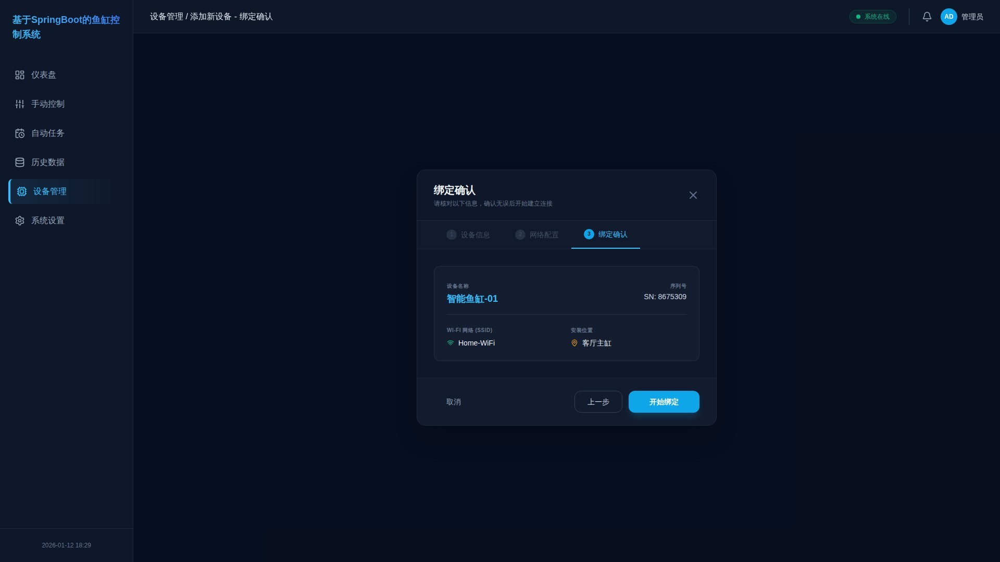 基于SpringBoot的鱼缸控
制系统
仪表盘
手动控制
自动任务
历史数据
设备管理
系统设置
2026-01-12 18:29
设备管理 / 添加新设备 - 绑定确认
系统在线
AD
管理员
绑定确认
请核对以下信息，确认无误后开始建立连接
1 设备信息
2 网络配置
3 绑定确认
设备名称
智能鱼缸-01
序列号
SN: 8675309
WI-FI 网络 (SSID)
Home-WiFi
安装位置
客厅主缸
取消
上一步
开始绑定